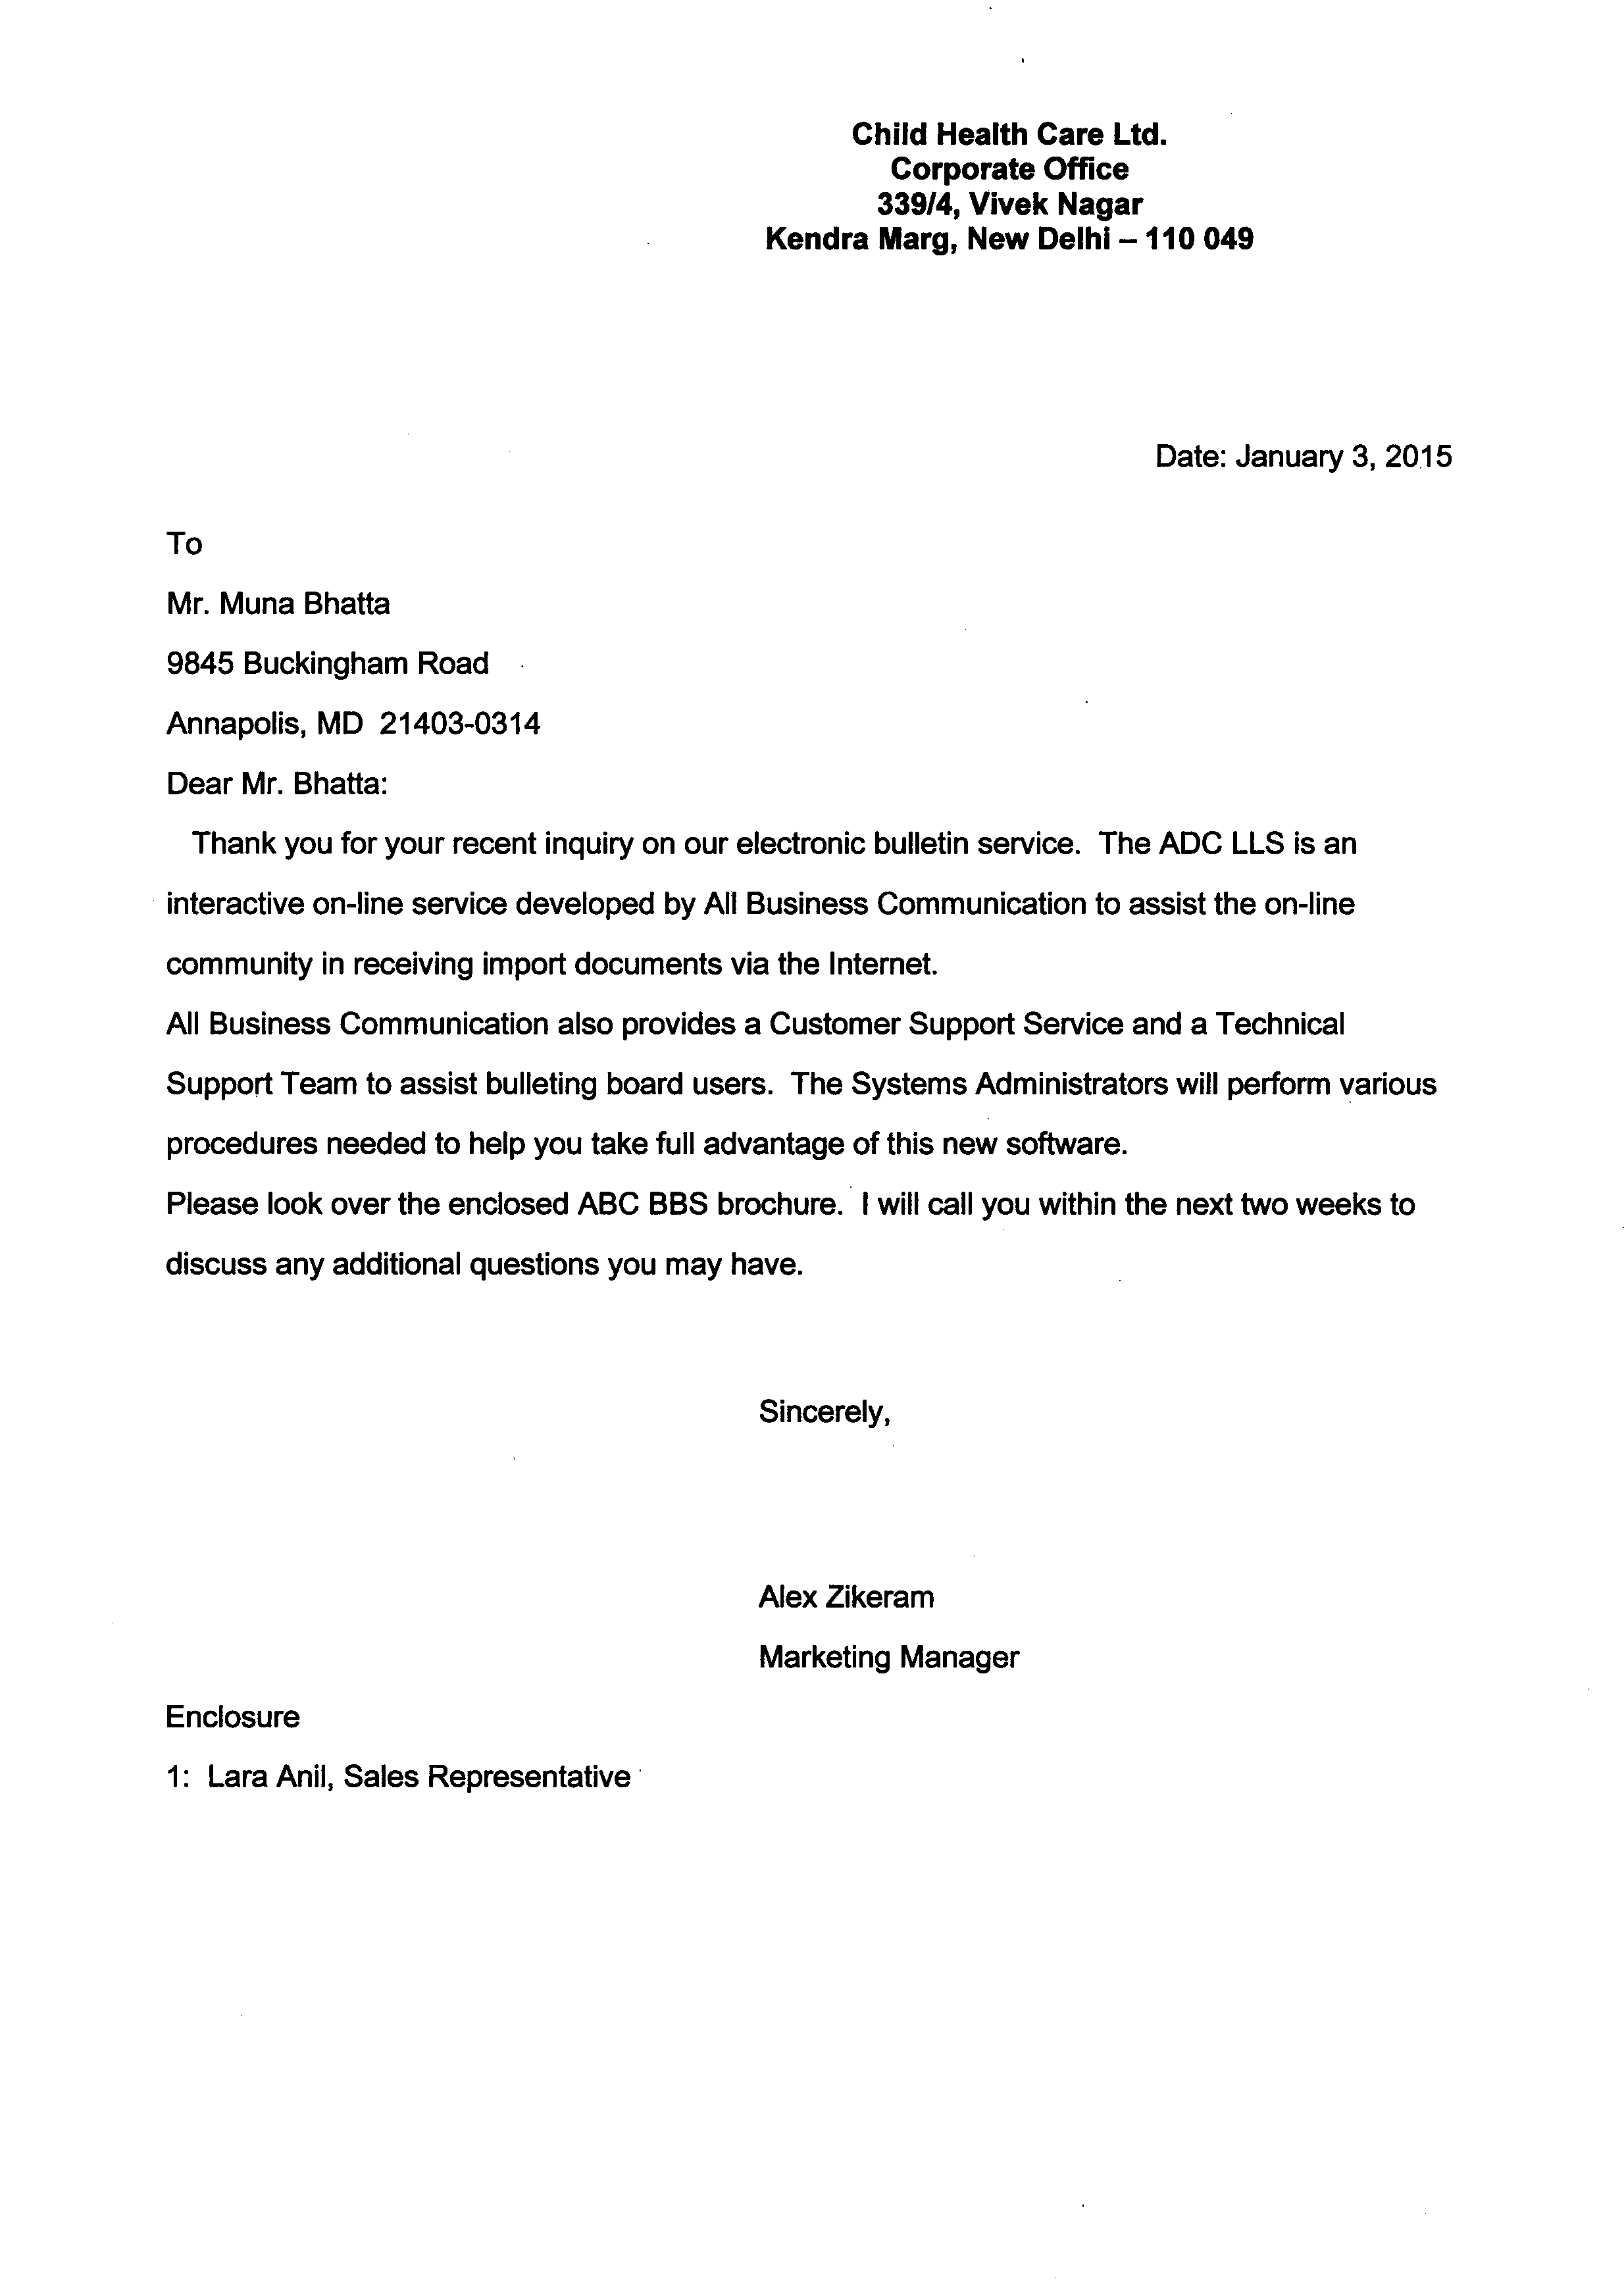 Child Health Care Ltd.
Corporate Office
339/4, Vivek Nagar
Kendra Marg, New Delhi – 110 049
Date: January 3, 2015
To
Mr. Muna Bhatta
9845 Buckingham Road
Annapolis, MD  21403-0314
Dear Mr. Bhatta:
Thank you for your recent inquiry on our electronic bulletin service.  The ADC LLS is an
interactive on-line service developed by All Business Communication to assist the on-line
community in receiving import documents via the Internet.
All Business Communication also provides a Customer Support Service and a Technical
Support Team to assist bulleting board users.  The Systems Administrators will perform various
procedures needed to help you take full advantage of this new software.
Please look over the enclosed ABC BBS brochure.  I will call you within the next two weeks to
discuss any additional questions you may have.
Sincerely,
Alex Zikeram
Marketing Manager
Enclosure
1:  Lara Anil, Sales Representative